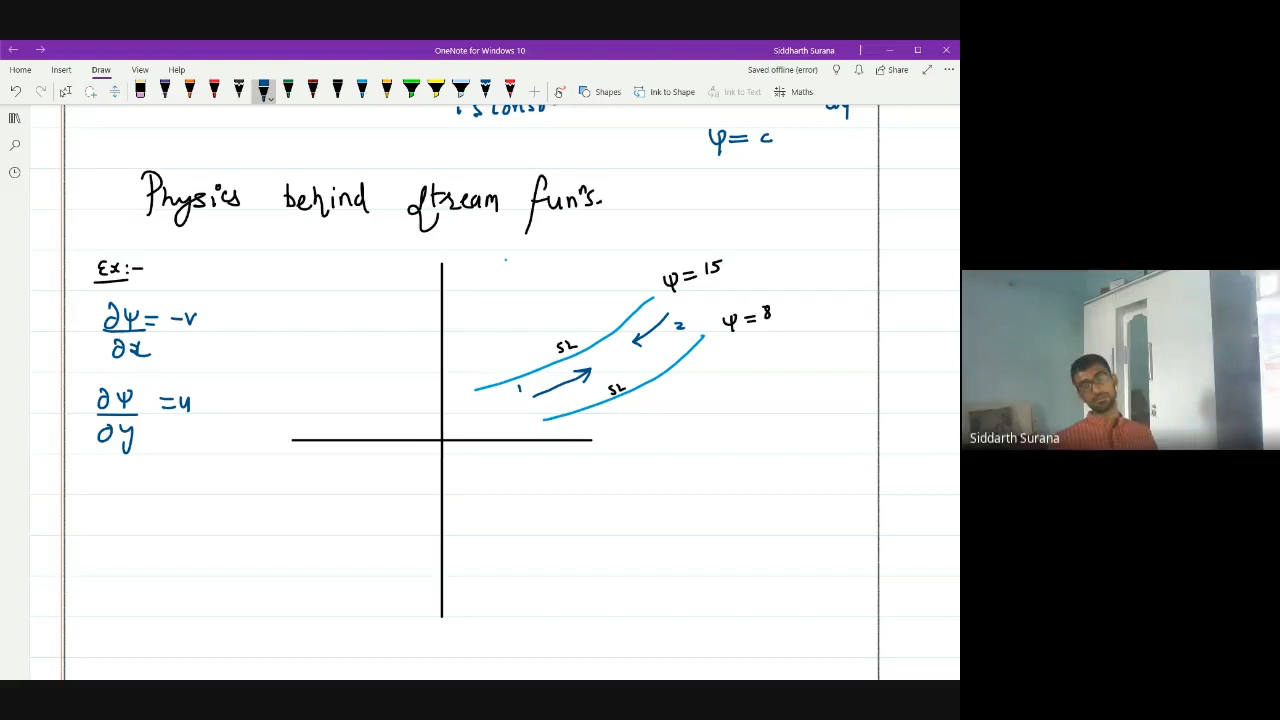 OneNote for Windows 10
Siddharth Surana
Home Insert Draw View Help
Saved offline (error)
Share
Shapes
Ink to Shape
Ink to Text
Maths
ψ = c
Physics behind stream fun's.
Ex:-
∂ψ/∂x = -v
∂ψ/∂y = u
ψ = 15
ψ = 8
2
SL
1
SL
Siddarth Surana